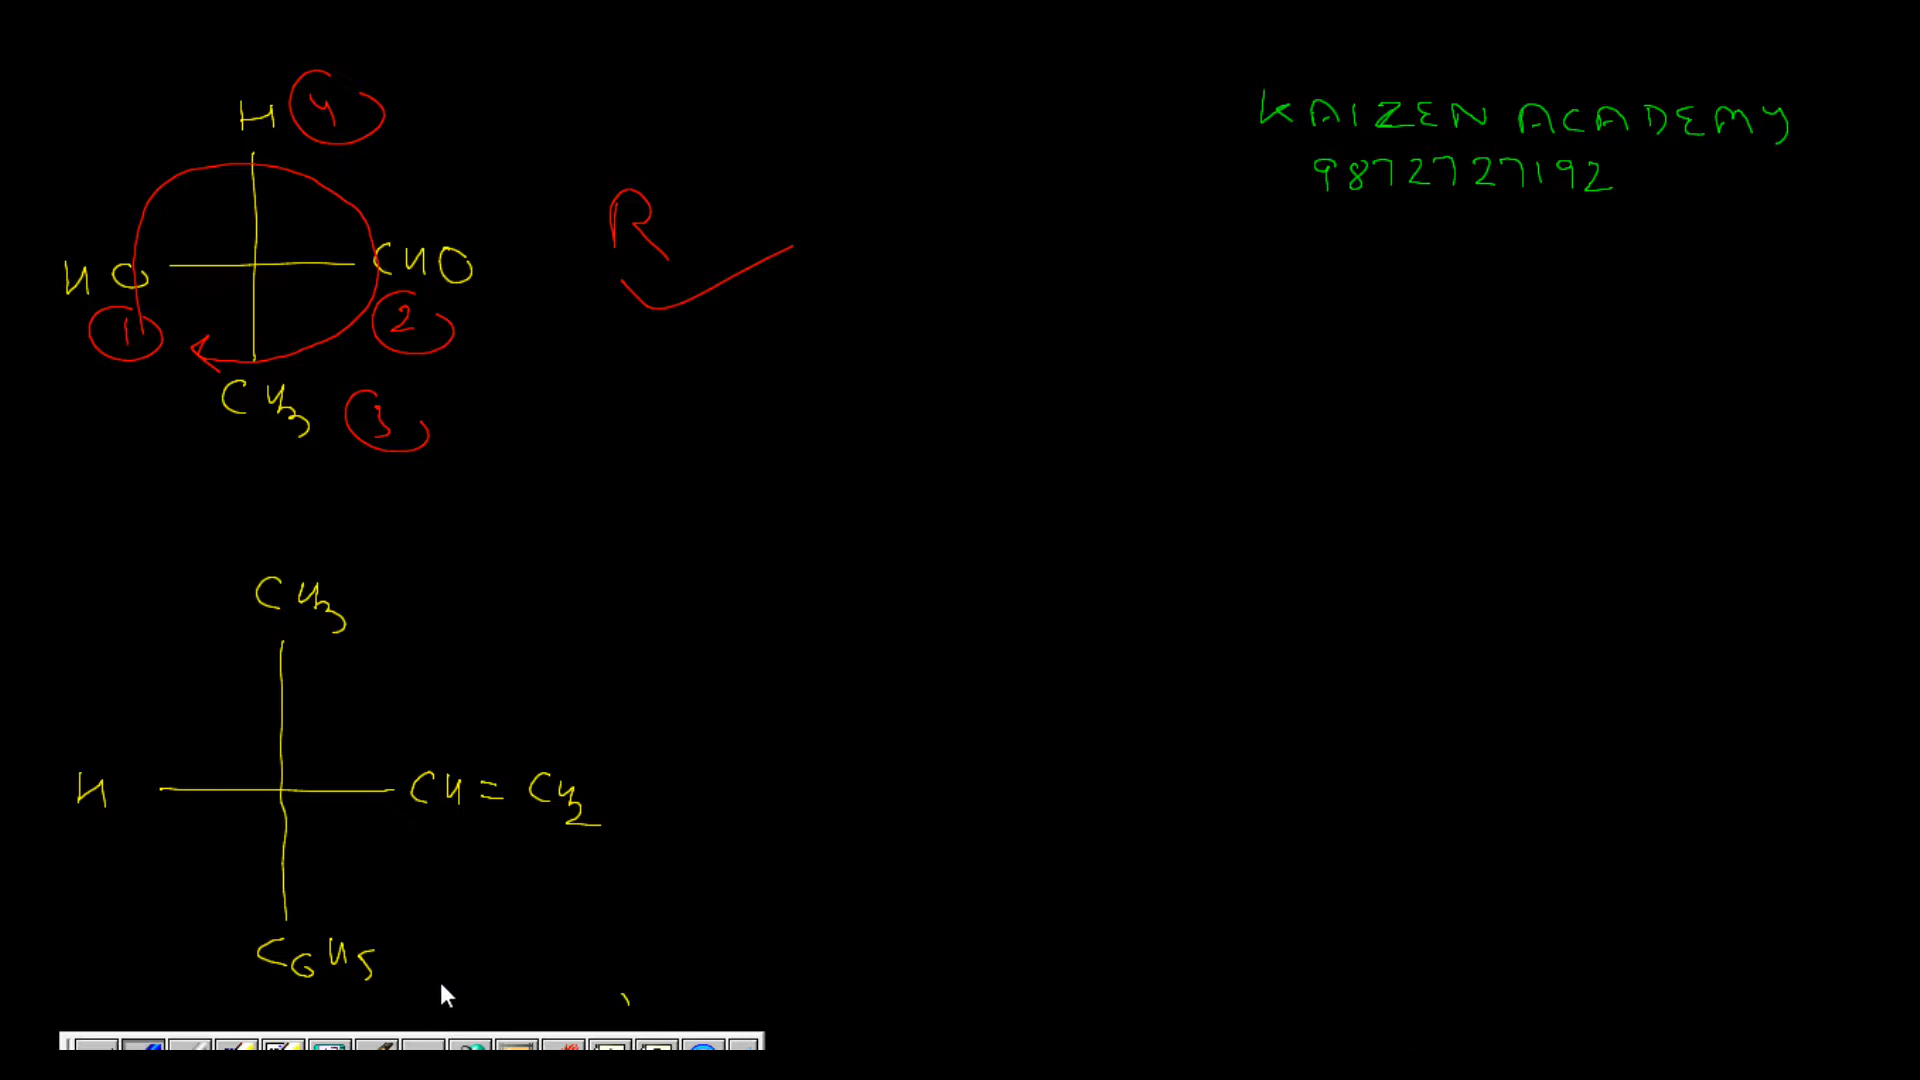 H 4
KAIZEN ACADEMY
9872727192
R
HO CHO
1 2
CH3 3
CH3
H CH=CH2
C6H5